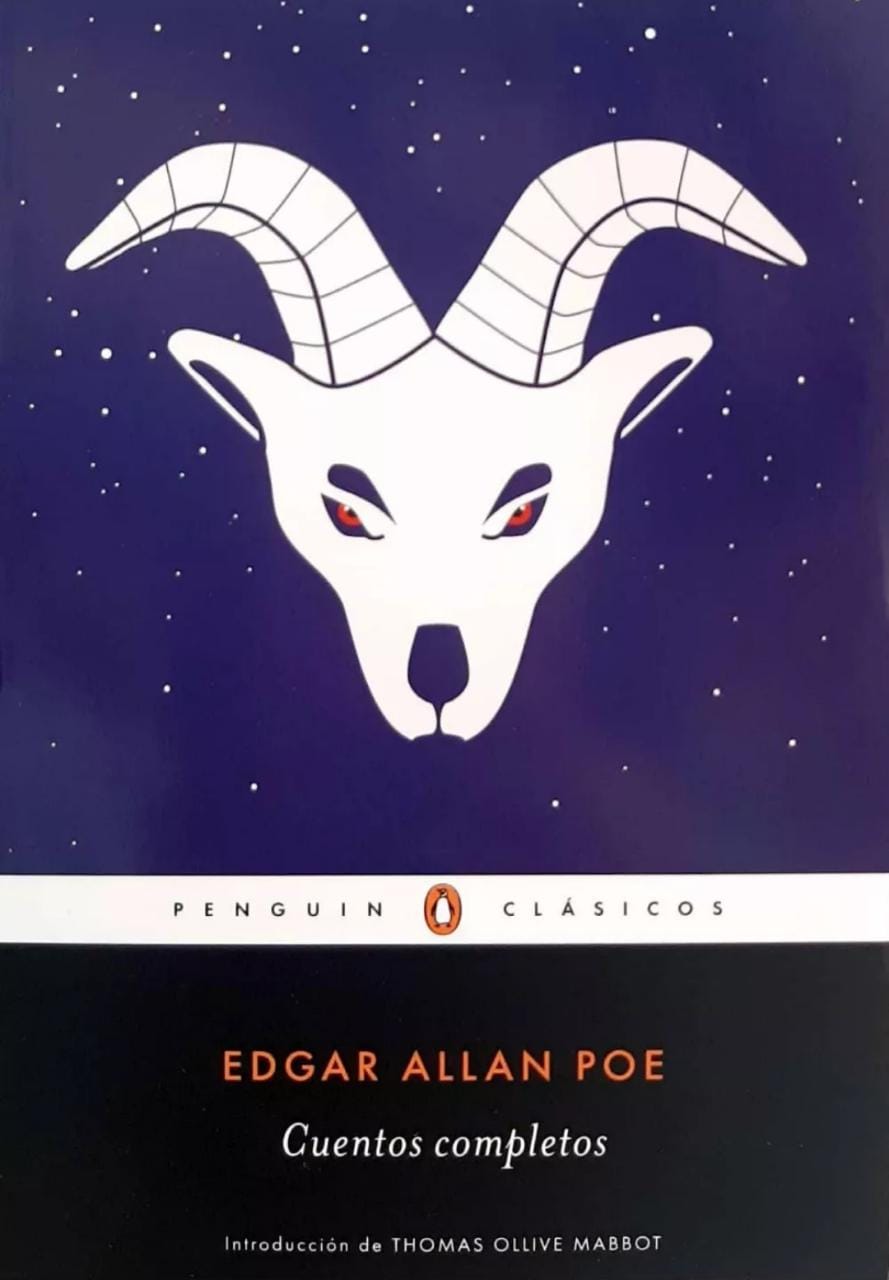 PENGUIN CLÁSICOS
EDGAR ALLAN POE
Cuentos completos
Introducción de THOMAS OLLIVE MABBOT